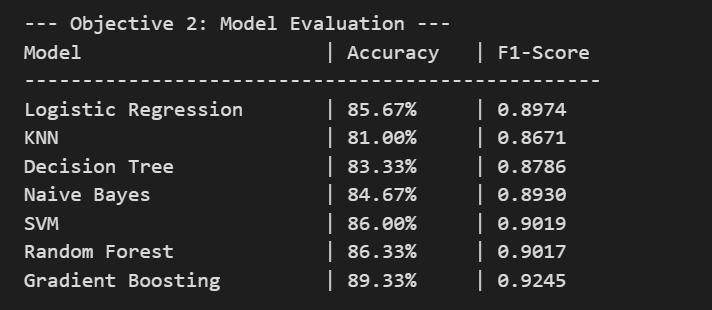 --- Objective 2: Model Evaluation ---
Model | Accuracy | F1-Score
--------------------------------------------------
Logistic Regression | 85.67% | 0.8974
KNN | 81.00% | 0.8671
Decision Tree | 83.33% | 0.8786
Naive Bayes | 84.67% | 0.8930
SVM | 86.00% | 0.9019
Random Forest | 86.33% | 0.9017
Gradient Boosting | 89.33% | 0.9245